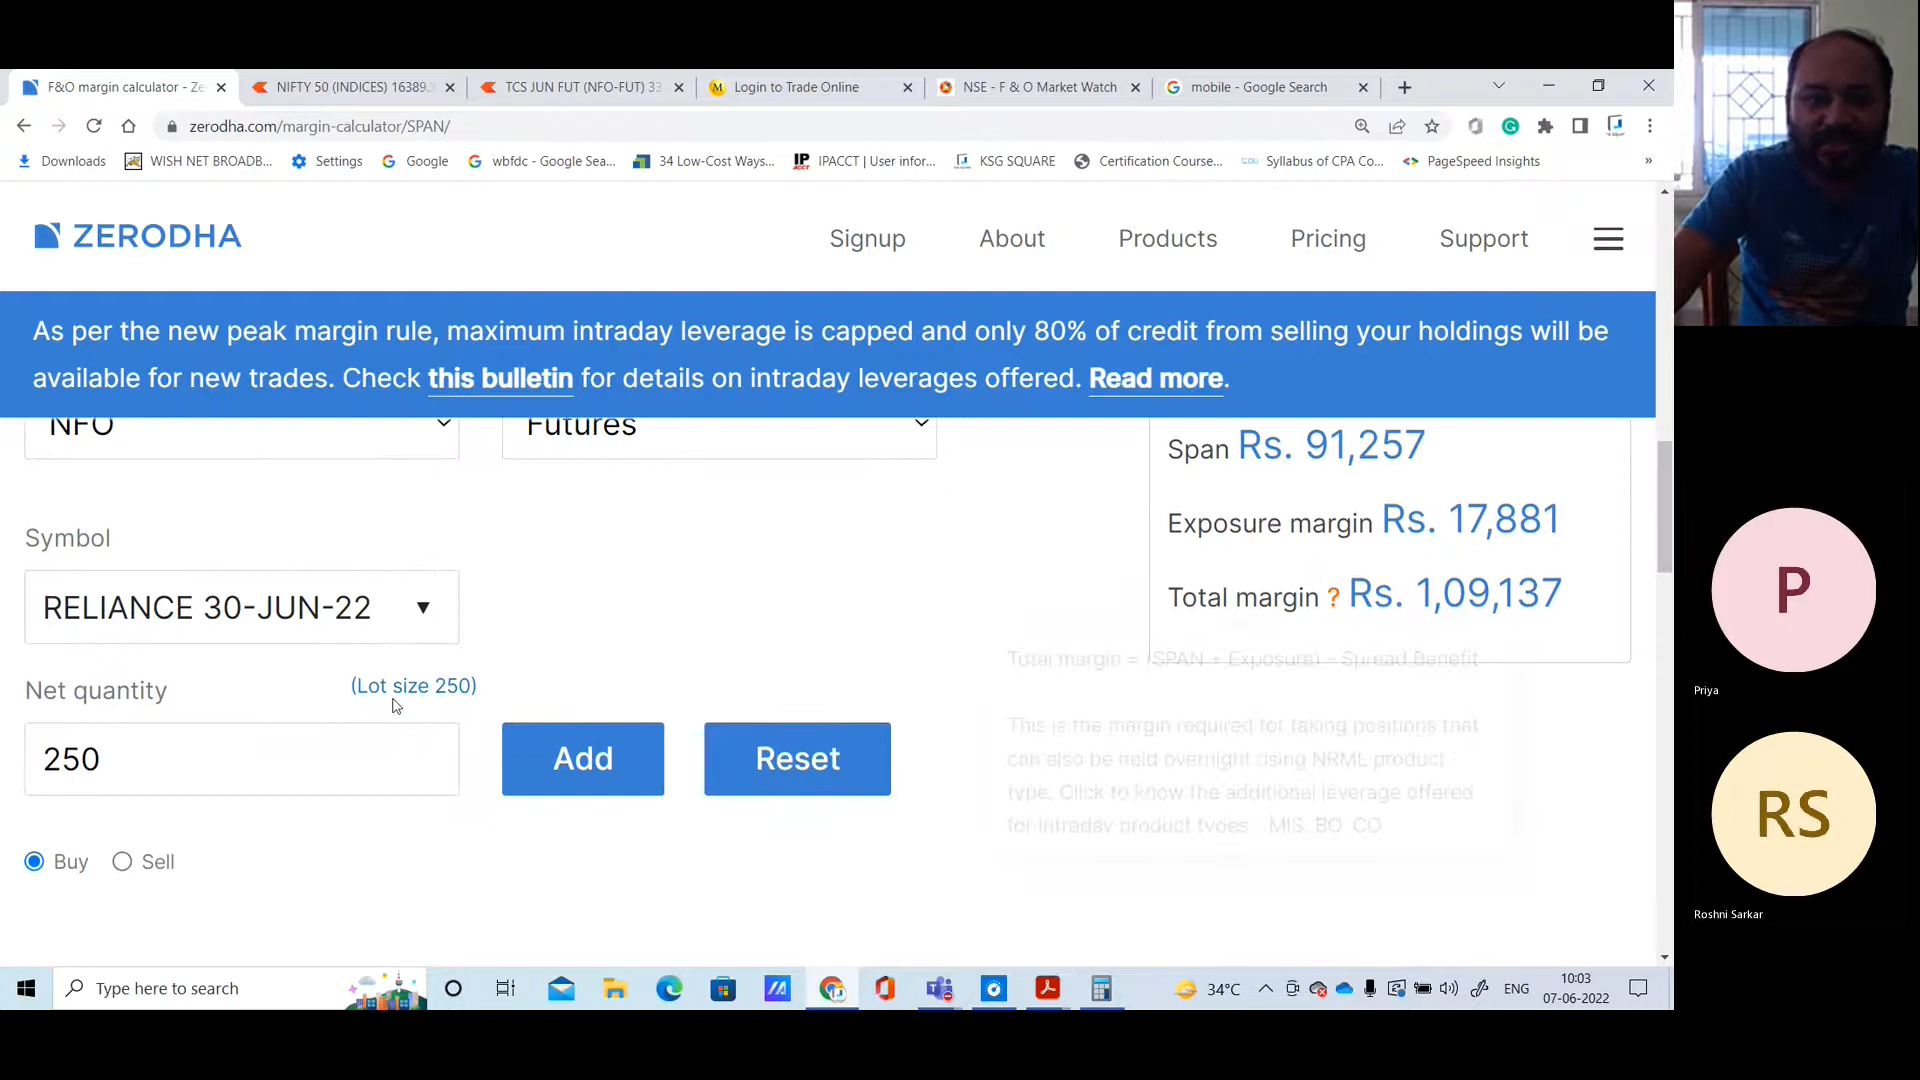 F&O margin calculator - Ze
NIFTY 50 (INDICES) 16389.
TCS JUN FUT (NFO-FUT) 33
Login to Trade Online
NSE - F & O Market Watch
mobile - Google Search
zerodha.com/margin-calculator/SPAN/
Downloads
WISH NET BROADB...
Settings
Google
wbfdc - Google Sea...
34 Low-Cost Ways...
IPACCT | User infor...
KSG SQUARE
Certification Course...
Syllabus of CPA Co...
PageSpeed Insights
»
ZERODHA
Signup
About
Products
Pricing
Support
As per the new peak margin rule, maximum intraday leverage is capped and only 80% of credit from selling your holdings will be
available for new trades. Check this bulletin for details on intraday leverages offered. Read more.
NFO
Futures
Span Rs. 91,257
Exposure margin Rs. 17,881
Symbol
RELIANCE 30-JUN-22
Total margin ? Rs. 1,09,137
Total margin = (SPAN + Exposure) - Spread Benefit
Net quantity
(Lot size 250)
This is the margin required for taking positions that
can also be held overnight using NRML product
type. Click to know the additional leverage offered
for intraday product types MIS, BO, CO
250
Add
Reset
Buy
Sell
P
Priya
RS
Roshni Sarkar
Type here to search
34°C
ENG
10:03
07-06-2022